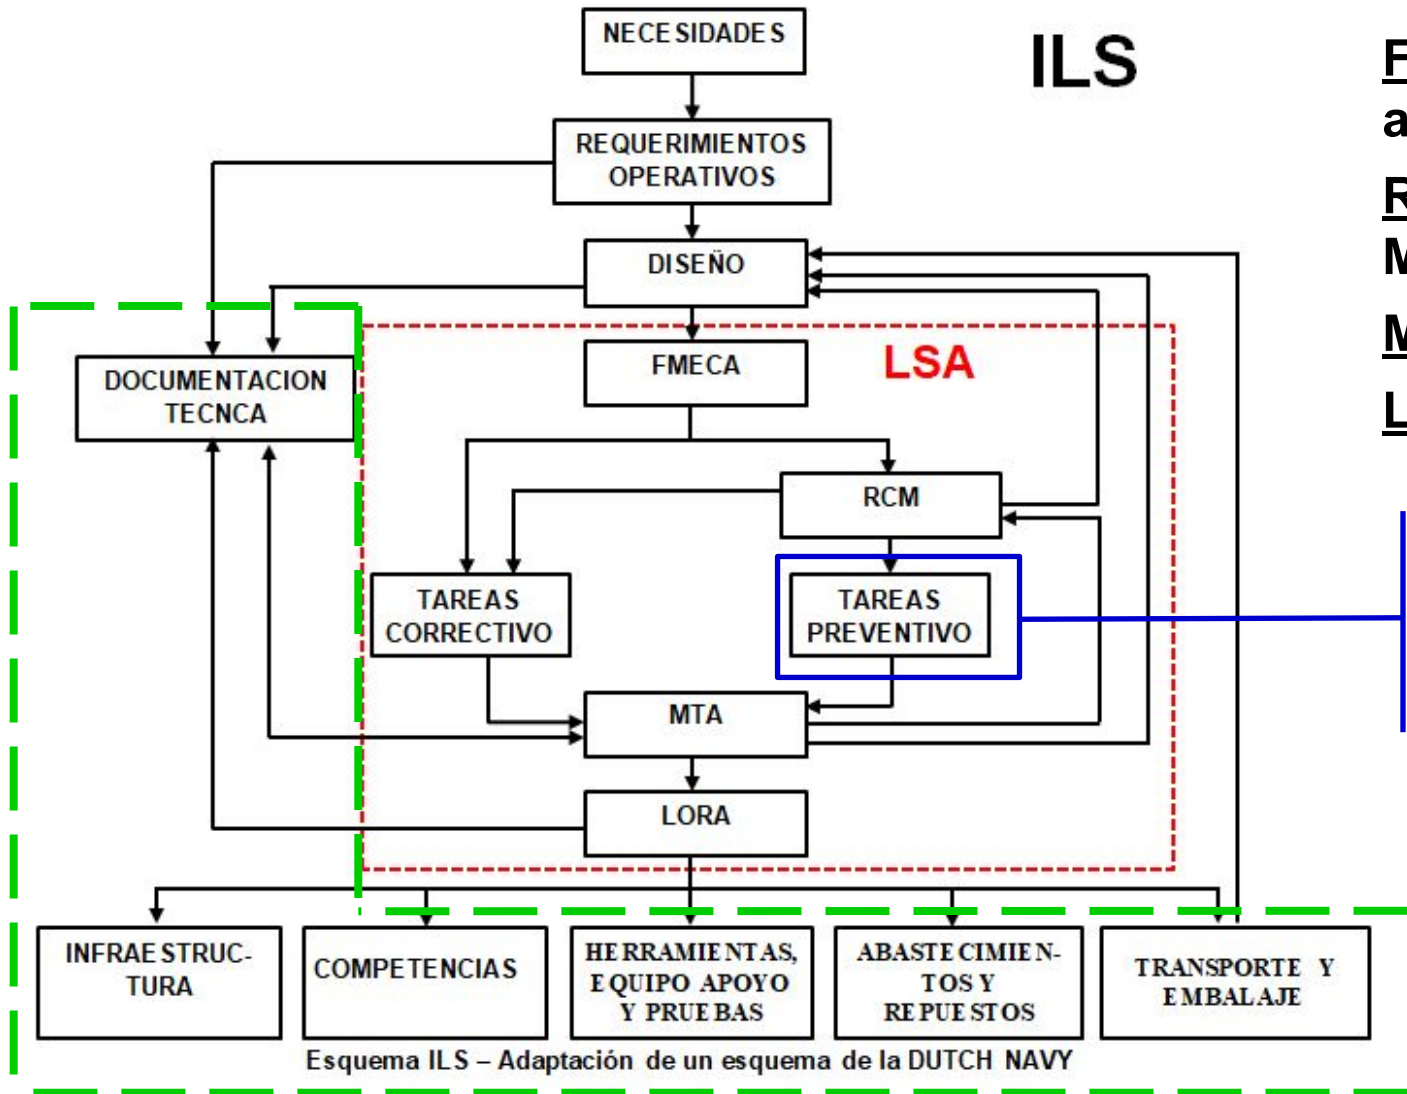 NECESIDADES
ILS
F
a
REQUERIMIENTOS
OPERATIVOS
R
M
DISEÑO
M
FMECA
LSA
DOCUMENTACION
TECNCA
L
RCM
TAREAS
CORRECTIVO
TAREAS
PREVENTIVO
MTA
LORA
INFRAESTRUC-
TURA
COMPETENCIAS
HERRAMIENTAS,
EQUIPO APOYO
Y PRUEBAS
ABASTECIMIEN-
TOS Y
REPUESTOS
TRANSPORTE Y
EMBALAJE
Esquema ILS – Adaptación de un esquema de la DUTCH NAVY